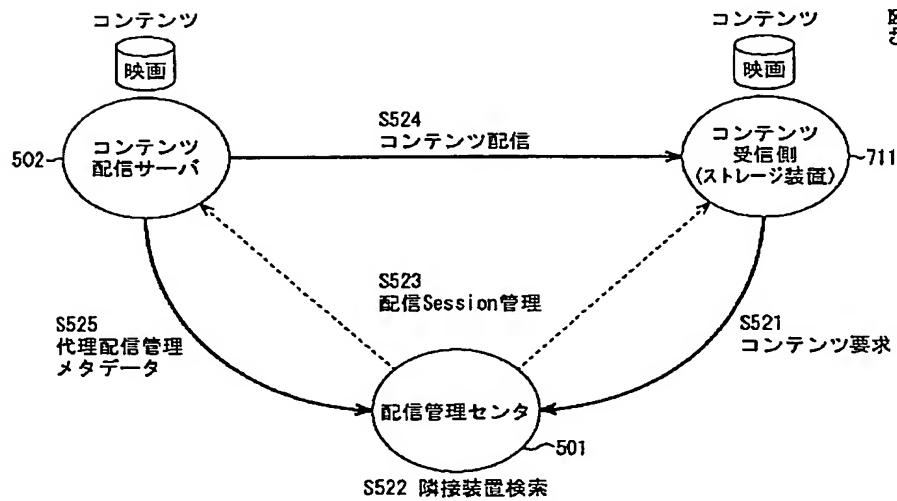 コンテンツ
映画
コンテンツ
配信サーバ
502
S524
コンテンツ配信
コンテンツ
映画
コンテンツ
受信側
(ストレージ装置)
711
S523
配信Session管理
S525
代理配信管理
メタデータ
S521
コンテンツ要求
配信管理センタ
501
S522 隣接装置検索